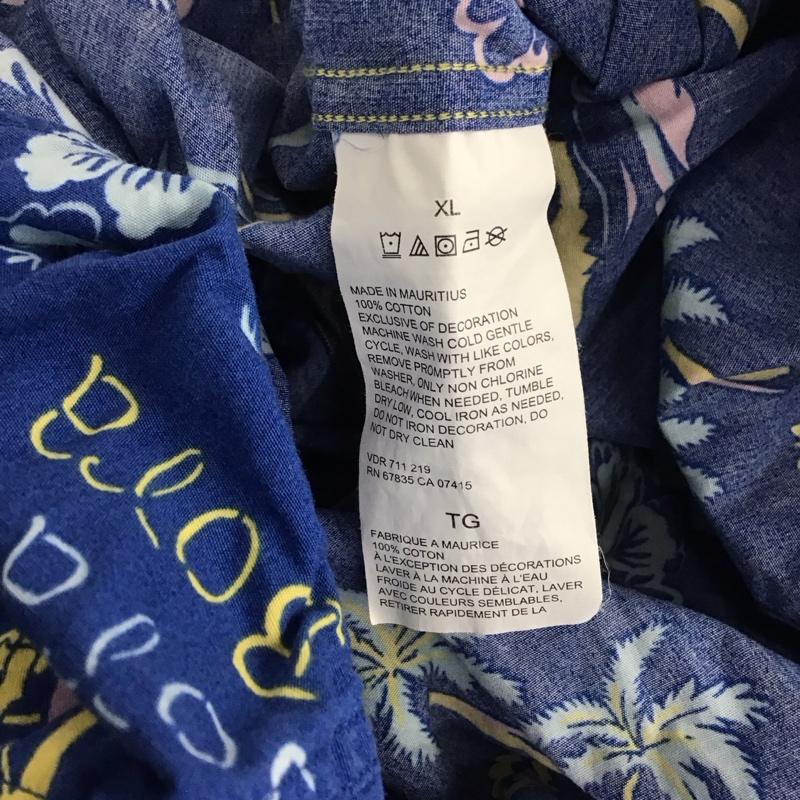 XL
MADE IN MAURITIUS
100% COTTON
EXCLUSIVE OF DECORATION
MACHINE WASH COLD GENTLE
CYCLE, WASH WITH LIKE COLORS,
REMOVE PROMPTLY FROM
WASHER, ONLY NON CHLORINE
BLEACH WHEN NEEDED, TUMBLE
DRY LOW, COOL IRON AS NEEDED,
DO NOT IRON DECORATION, DO
NOT DRY CLEAN
VDR 711 219
RN 67835 CA 07415
TG
FABRIQUE A MAURICE
100% COTON
À L'EXCEPTION DES DÉCORATIONS
LAVER À LA MACHINE À L'EAU
FROIDE AU CYCLE DÉLICAT, LAVER
AVEC COULEURS SEMBLABLES,
RETIRER RAPIDEMENT DE LA